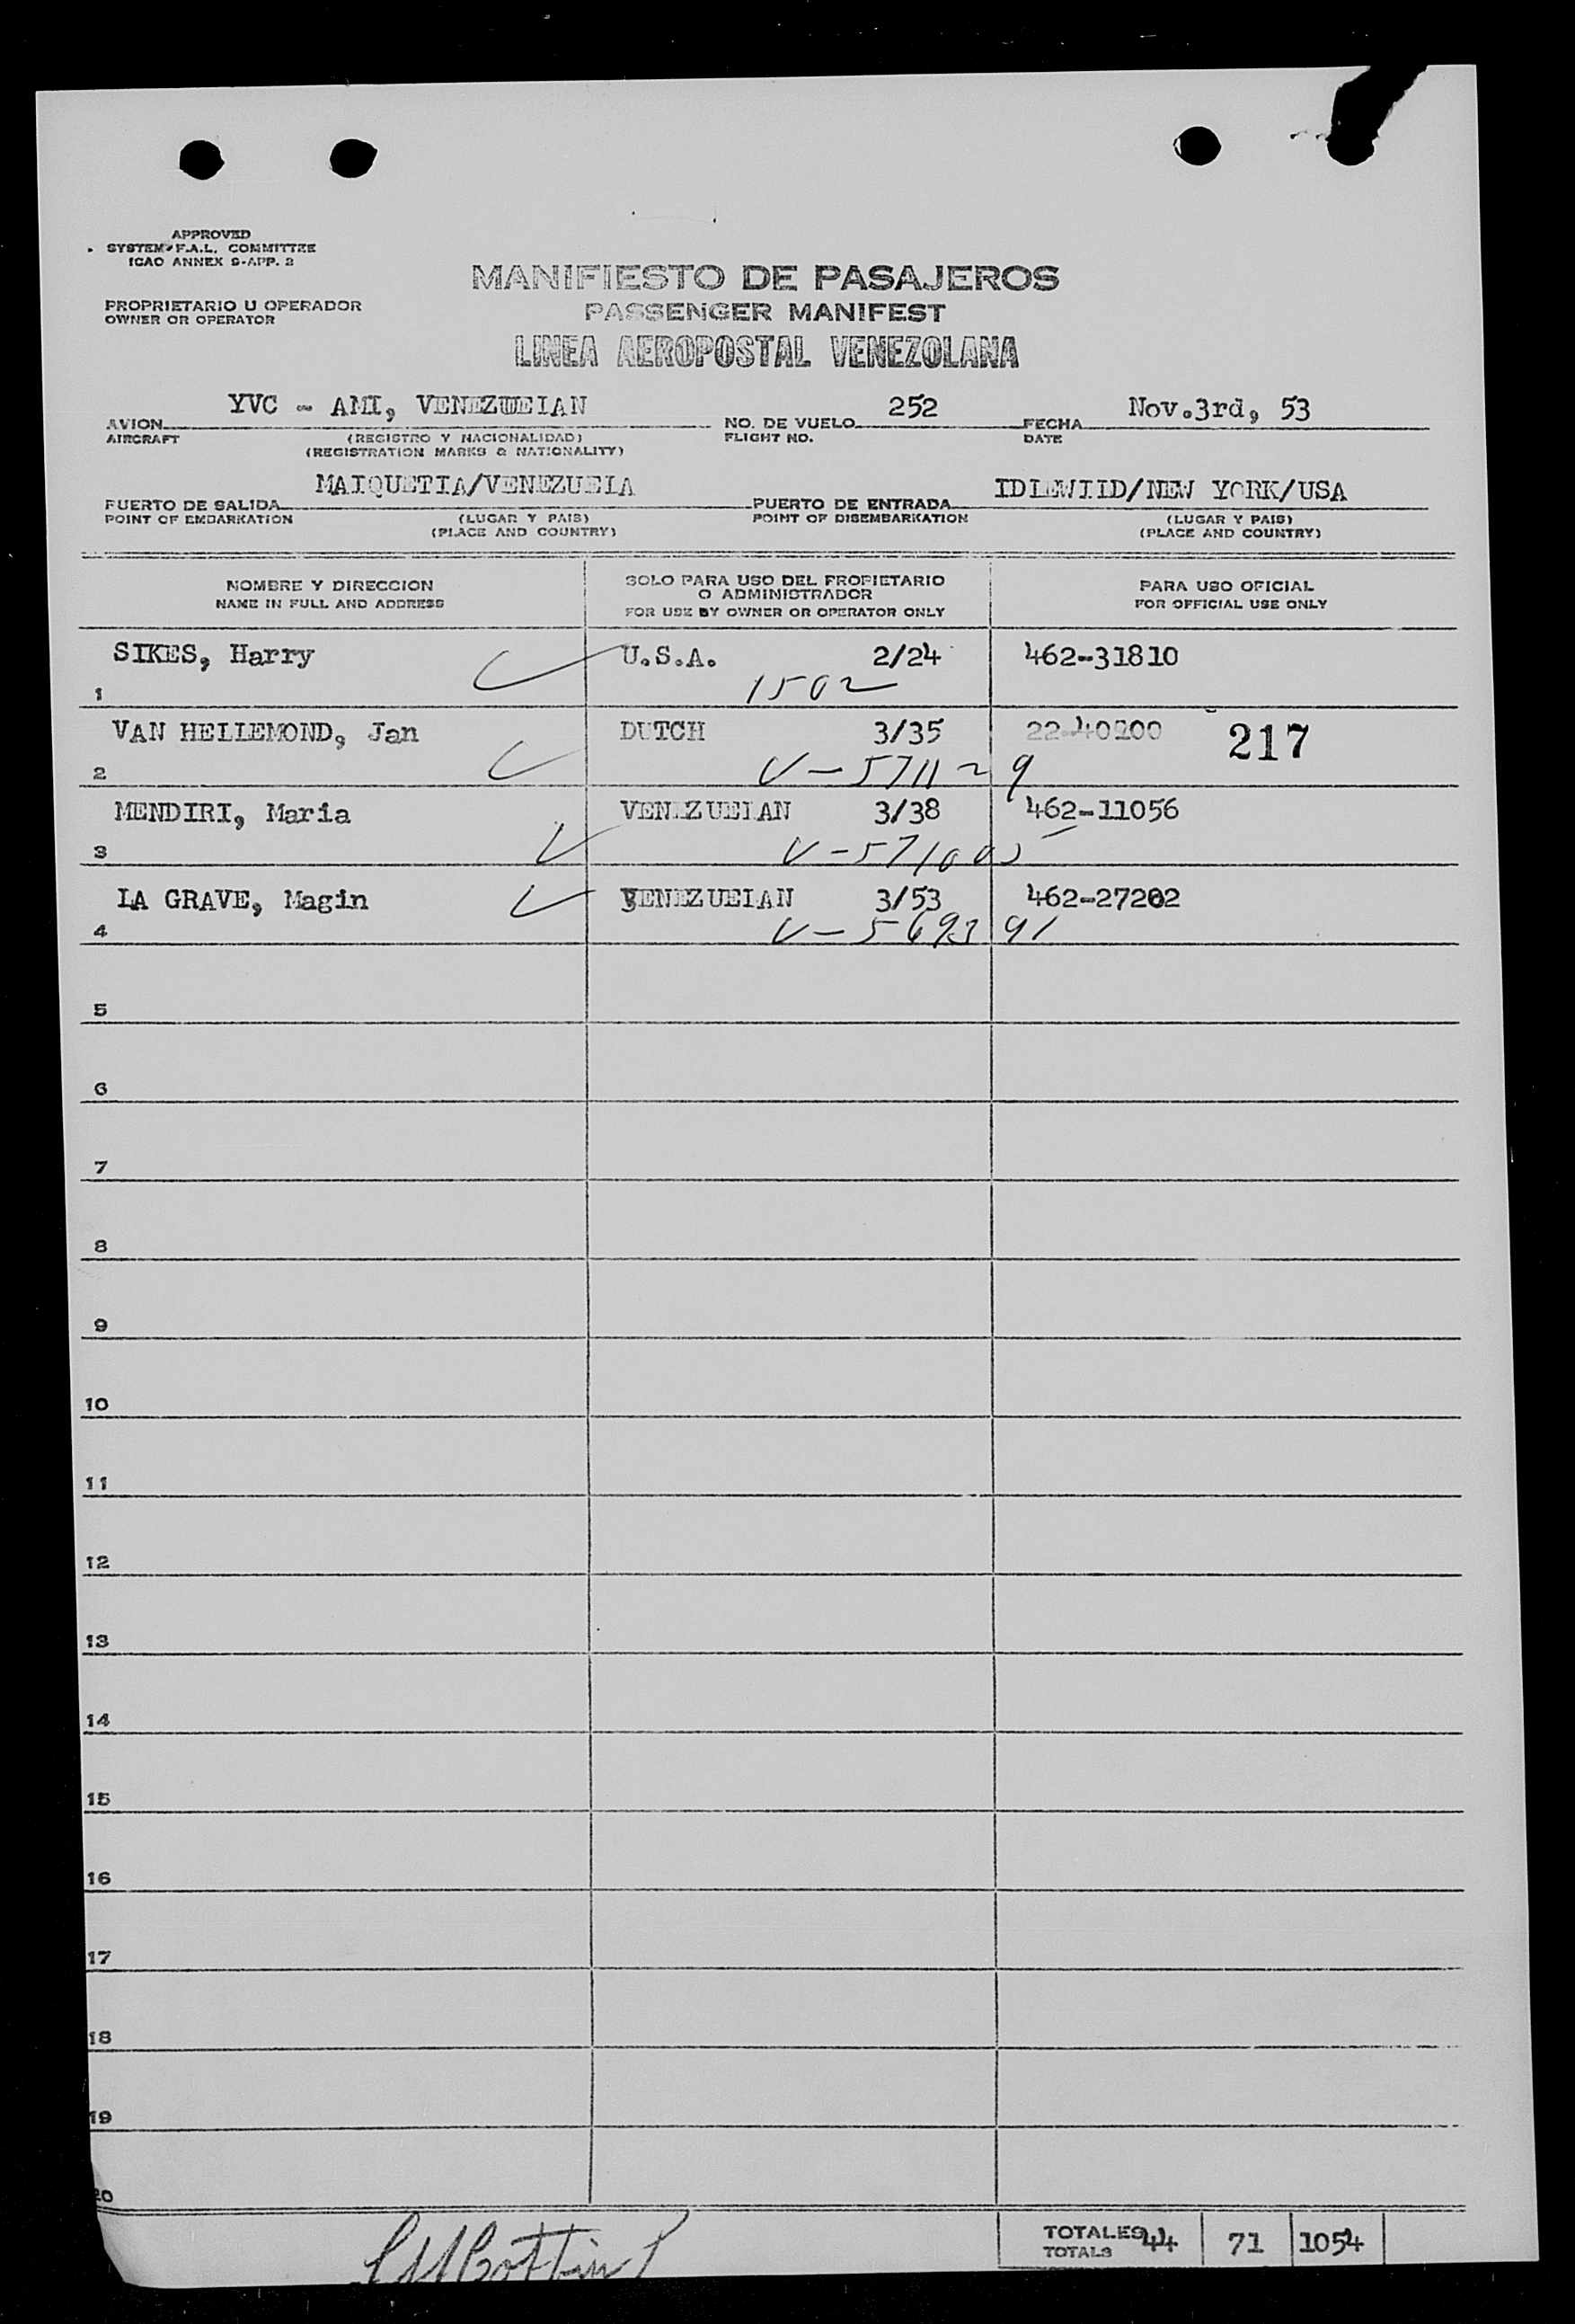 APPROVED
SYSTEM F.A.L. COMMITTEE
ICAO ANNEX 9-APP. 2
MANIFIESTO DE PASAJEROS
PROPRIETARIO U OPERADOR
OWNER OR OPERATOR
PASSENGER MANIFEST
LINEA AEROPOSTAL VENEZOLANA
AVION YVC - AMI, VENEZUEIAN NO. DE VUELO 252 FECHA Nov.3rd, 53
AIRCRAFT (REGISTRO Y NACIONALIDAD) FLIGHT NO. DATE
(REGISTRATION MARKS & NATIONALITY)
PUERTO DE SALIDA MAIQUETIA/VENEZUELA PUERTO DE ENTRADA IDLEWIID/NEW YORK/USA
POINT OF EMBARKATION (LUGAR Y PAIS) POINT OF DISEMBARKATION (LUGAR Y PAIS)
(PLACE AND COUNTRY) (PLACE AND COUNTRY)
NOMBRE Y DIRECCION SOLO PARA USO DEL PROPIETARIO O ADMINISTRADOR PARA USO OFICIAL
NAME IN FULL AND ADDRESS FOR USE BY OWNER OR OPERATOR ONLY FOR OFFICIAL USE ONLY
SIKES, Harry U.S.A. 2/24 462-31810
1 1502
VAN HELLEMOND, Jan DUTCH 3/35 217
2 V-571129
MENDIRI, Maria VENEZUELAN 3/38 462-11056
3
LA GRAVE, Magin VENEZUEIAN 3/53 462-27202
4 V-569391
5
6
7
8
9
10
11
12
13
14
15
16
17
18
19
20
TOTALES 44 71 1054
TOTALS